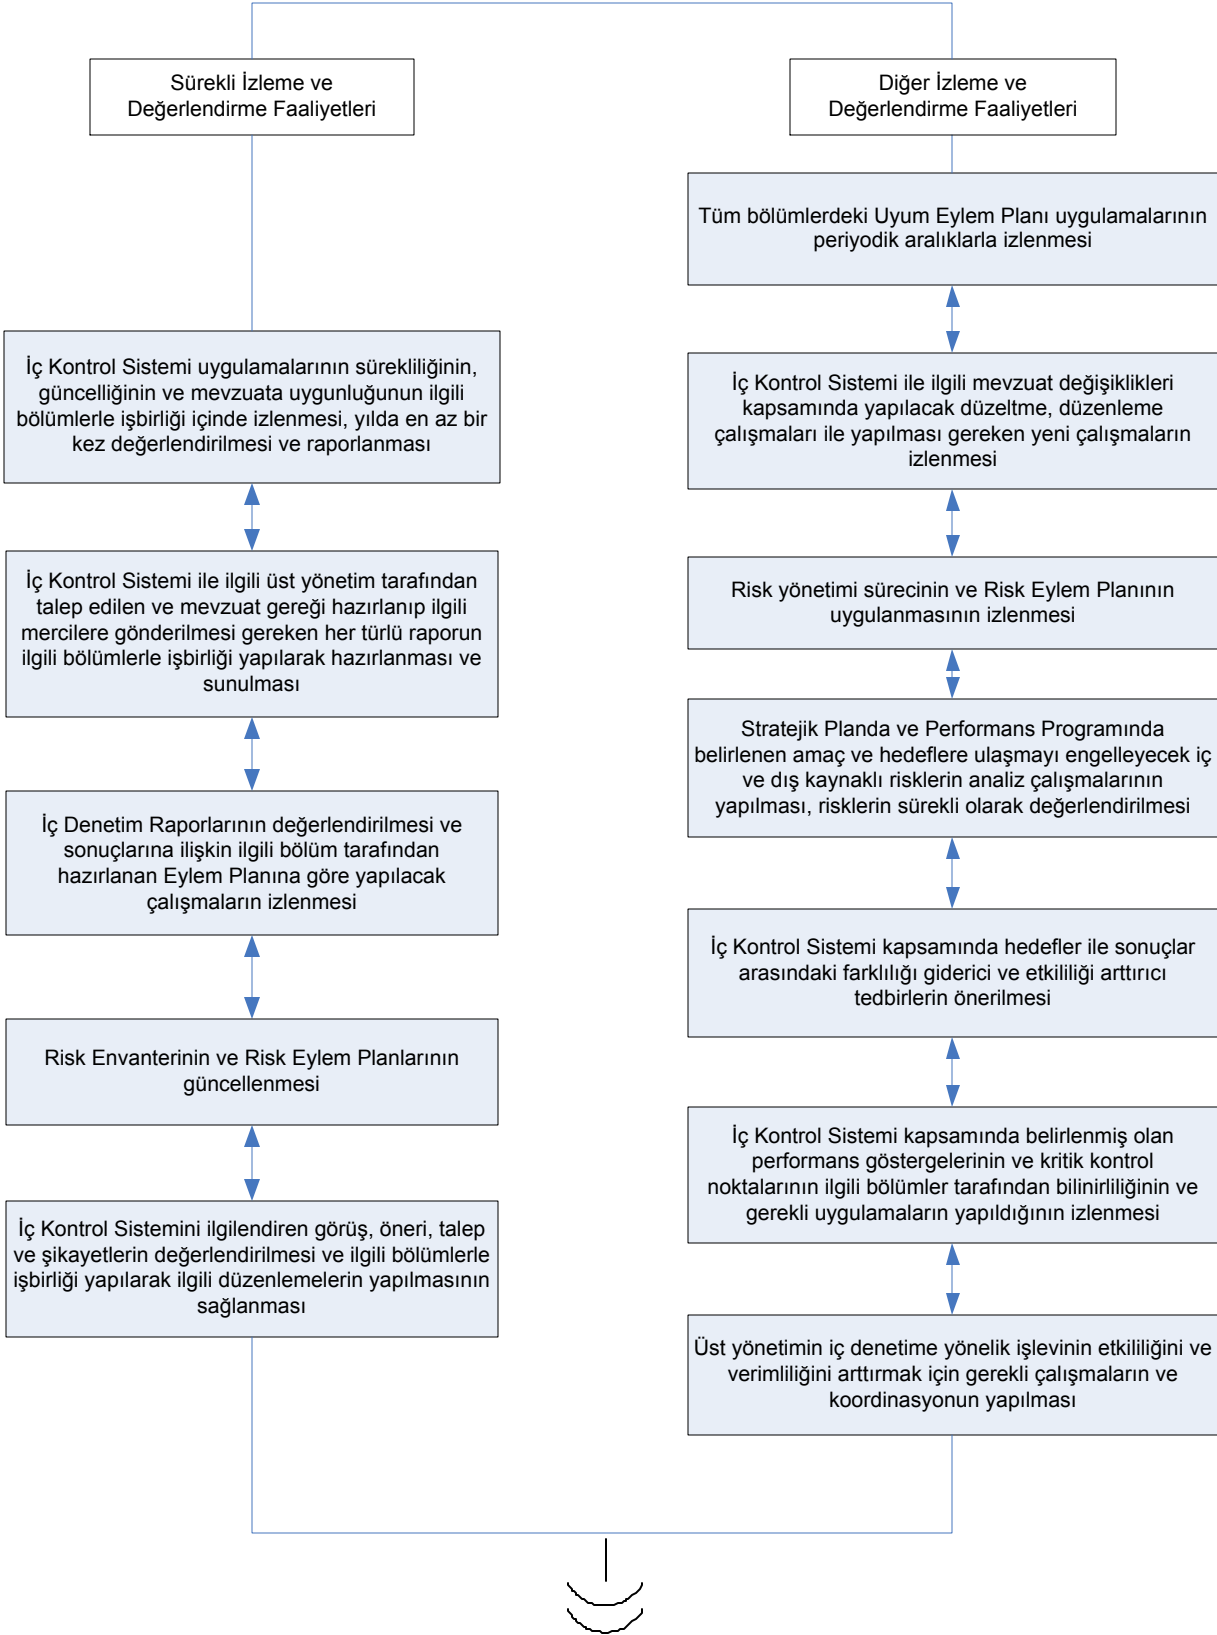 Sürekli İzleme ve
Değerlendirme Faaliyetleri
İç Kontrol Sistemi uygulamalarının sürekliliğinin,
güncelliğinin ve mevzuata uygunluğunun ilgili
bölümlerle işbirliği içinde izlenmesi, yılda en az bir
kez değerlendirilmesi ve raporlanması
İç Kontrol Sistemi ile ilgili üst yönetim tarafından
talep edilen ve mevzuat gereği hazırlanıp ilgili
mercilere gönderilmesi gereken her türlü raporun
ilgili bölümlerle işbirliği yapılarak hazırlanması ve
sunulması
İç Denetim Raporlarının değerlendirilmesi ve
sonuçlarına ilişkin ilgili bölüm tarafından
hazırlanan Eylem Planına göre yapılacak
çalışmaların izlenmesi
Risk Envanterinin ve Risk Eylem Planlarının
güncellenmesi
İç Kontrol Sistemini ilgilendiren görüş, öneri, talep
ve şikayetlerin değerlendirilmesi ve ilgili bölümlerle
işbirliği yapılarak ilgili düzenlemelerin yapılmasının
sağlanması
Diğer İzleme ve
Değerlendirme Faaliyetleri
Tüm bölümlerdeki Uyum Eylem Planı uygulamalarının
periyodik aralıklarla izlenmesi
İç Kontrol Sistemi ile ilgili mevzuat değişiklikleri
kapsamında yapılacak düzeltme, düzenleme
çalışmaları ile yapılması gereken yeni çalışmaların
izlenmesi
Risk yönetimi sürecinin ve Risk Eylem Planının
uygulanmasının izlenmesi
Stratejik Planda ve Performans Programında
belirlenen amaç ve hedeflere ulaşmayı engelleyecek iç
ve dış kaynaklı risklerin analiz çalışmalarının
yapılması, risklerin sürekli olarak değerlendirilmesi
İç Kontrol Sistemi kapsamında hedefler ile sonuçlar
arasındaki farklılığı giderici ve etkililiği arttırıcı
tedbirlerin önerilmesi
İç Kontrol Sistemi kapsamında belirlenmiş olan
performans göstergelerinin ve kritik kontrol
noktalarının ilgili bölümler tarafından bilinirliliğinin ve
gerekli uygulamaların yapıldığının izlenmesi
Üst yönetimin iç denetime yönelik işlevinin etkililiğini ve
verimliliğini arttırmak için gerekli çalışmaların ve
koordinasyonun yapılması